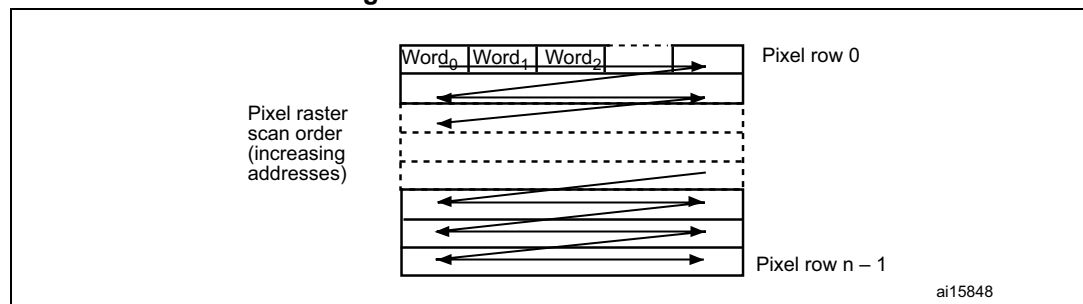 Word0 Word1 Word2
Pixel row 0
Pixel raster
scan order
(increasing
addresses)
Pixel row n – 1
ai15848